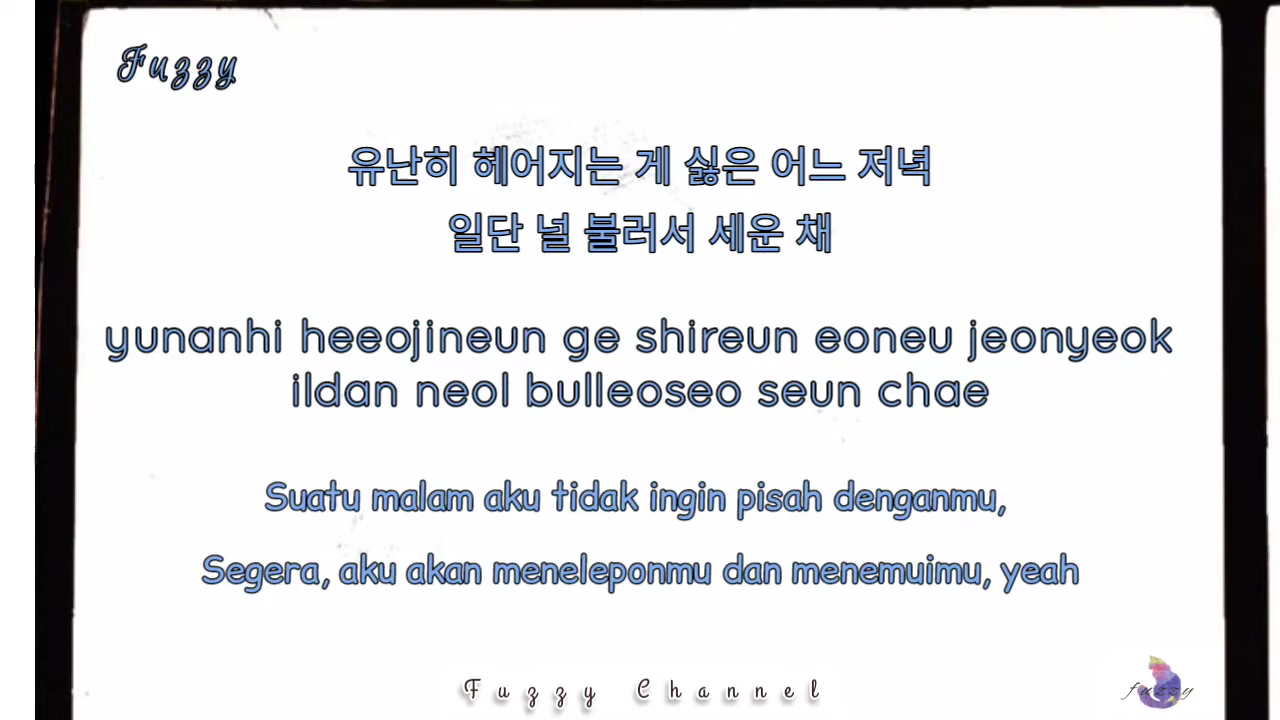 Fuzzy
유난히 헤어지는 게 싫은 어느 저녁
일단 널 불러서 세운 채
yunanhi heeojineun ge shireun eoneu jeonyeok
ildan neol bulleoseo seun chae
Suatu malam aku tidak ingin pisah denganmu,
Segera, aku akan meneleponmu dan menemuimu, yeah
Fuzzy Channel
fuzzy